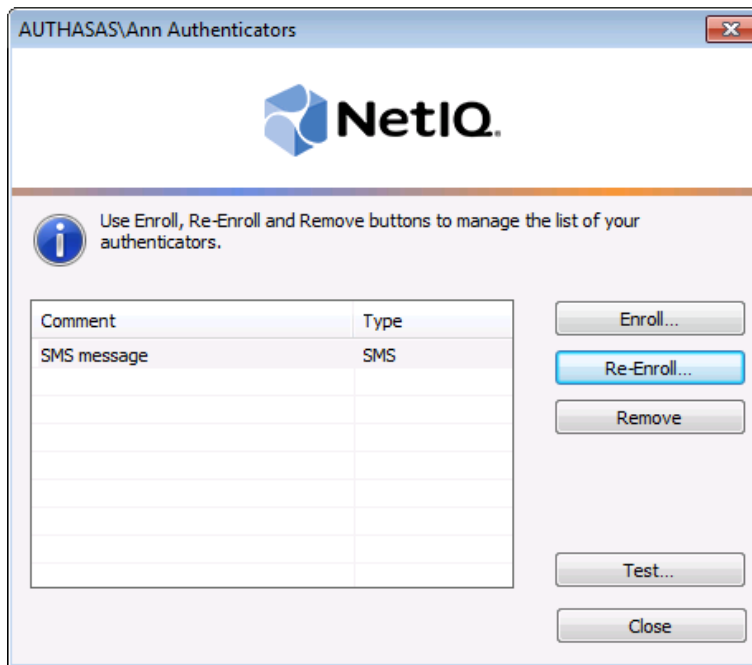 AUTHASAS\Ann Authenticators
NetIQ.
Use Enroll, Re-Enroll and Remove buttons to manage the list of your
authenticators.
Comment Type
SMS message SMS
Enroll...
Re-Enroll...
Remove
Test...
Close